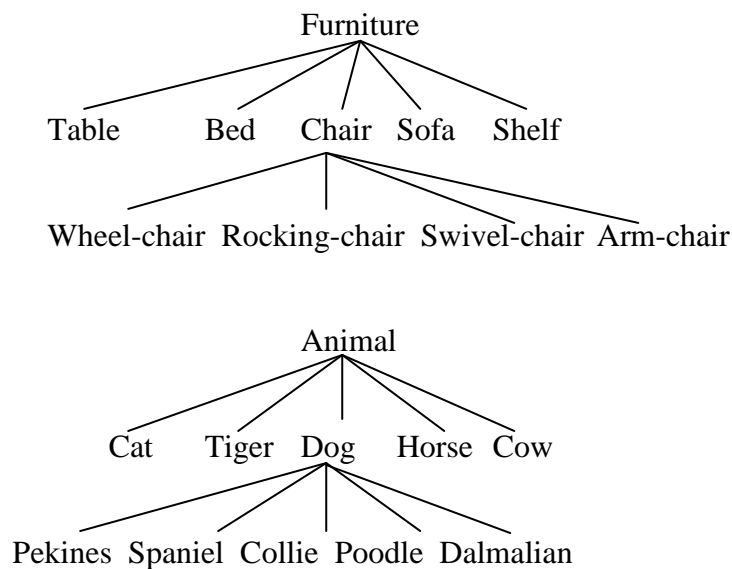 Furniture
Table Bed Chair Sofa Shelf
Wheel-chair Rocking-chair Swivel-chair Arm-chair
Animal
Cat Tiger Dog Horse Cow
Pekines Spaniel Collie Poodle Dalmalian